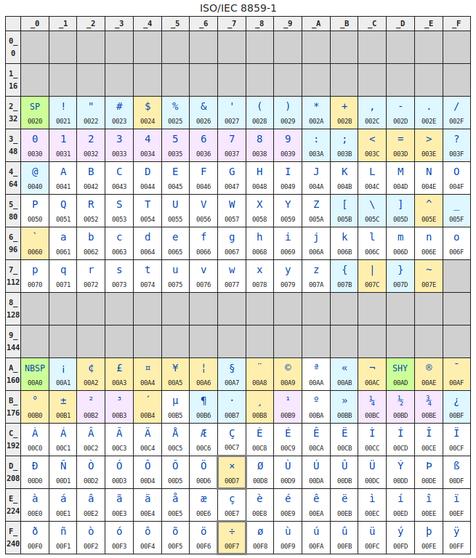 ISO/IEC 8859-1
_0 _1 _2 _3 _4 _5 _6 _7 _8 _9 _A _B _C _D _E _F
0_
0
1_
16
2_ SP ! " # $ % & ' ( ) * + , - . /
32 0020 0021 0022 0023 0024 0025 0026 0027 0028 0029 002A 002B 002C 002D 002E 002F
3_ 0 1 2 3 4 5 6 7 8 9 : ; < = > ?
48 0030 0031 0032 0033 0034 0035 0036 0037 0038 0039 003A 003B 003C 003D 003E 003F
4_ @ A B C D E F G H I J K L M N O
64 0040 0041 0042 0043 0044 0045 0046 0047 0048 0049 004A 004B 004C 004D 004E 004F
5_ P Q R S T U V W X Y Z [ \ ] ^ _
80 0050 0051 0052 0053 0054 0055 0056 0057 0058 0059 005A 005B 005C 005D 005E 005F
6_ ` a b c d e f g h i j k l m n o
96 0060 0061 0062 0063 0064 0065 0066 0067 0068 0069 006A 006B 006C 006D 006E 006F
7_ p q r s t u v w x y z { | } ~
112 0070 0071 0072 0073 0074 0075 0076 0077 0078 0079 007A 007B 007C 007D 007E
8_
128
9_
144
A_ NBSP ¡ ¢ £ ¤ ¥ ¦ § ¨ © ª « ¬ SHY ® ¯
160 00A0 00A1 00A2 00A3 00A4 00A5 00A6 00A7 00A8 00A9 00AA 00AB 00AC 00AD 00AE 00AF
B_ ° ± ² ³ ´ µ ¶ · ¸ ¹ º » ¼ ½ ¾ ¿
176 00B0 00B1 00B2 00B3 00B4 00B5 00B6 00B7 00B8 00B9 00BA 00BB 00BC 00BD 00BE 00BF
C_ À Á Â Ã Ä Å Æ Ç È É Ê Ë Ì Í Î Ï
192 00C0 00C1 00C2 00C3 00C4 00C5 00C6 00C7 00C8 00C9 00CA 00CB 00CC 00CD 00CE 00CF
D_ Ð Ñ Ò Ó Ô Õ Ö × Ø Ù Ú Û Ü Ý Þ ß
208 00D0 00D1 00D2 00D3 00D4 00D5 00D6 00D7 00D8 00D9 00DA 00DB 00DC 00DD 00DE 00DF
E_ à á â ã ä å æ ç è é ê ë ì í î ï
224 00E0 00E1 00E2 00E3 00E4 00E5 00E6 00E7 00E8 00E9 00EA 00EB 00EC 00ED 00EE 00EF
F_ ð ñ ò ó ô õ ö ÷ ø ù ú û ü ý þ ÿ
240 00F0 00F1 00F2 00F3 00F4 00F5 00F6 00F7 00F8 00F9 00FA 00FB 00FC 00FD 00FE 00FF